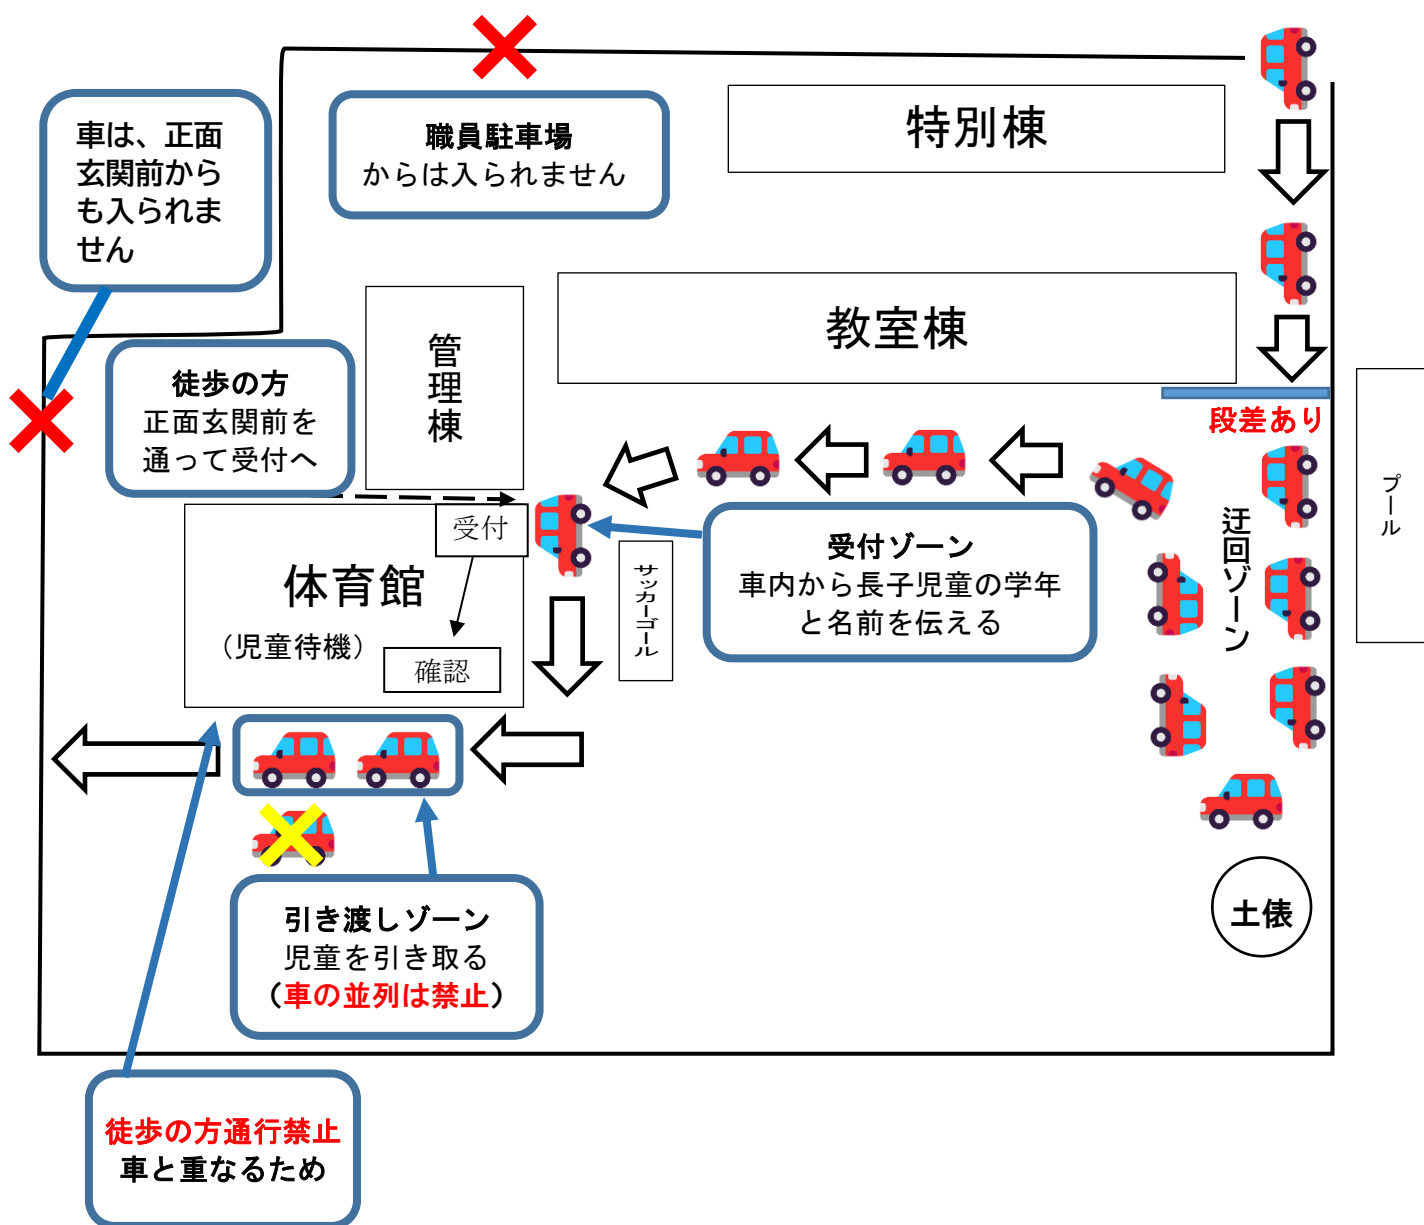 特別棟
職員駐車場
からは入られません
車は、正面
玄関前から
も入られま
せん
教室棟
管理棟
徒歩の方
正面玄関前を
通って受付へ
段差あり
プール
迂回ゾーン
受付
体育館
（児童待機）
確認
サッカーゴール
受付ゾーン
車内から長子児童の学年
と名前を伝える
土俵
引き渡しゾーン
児童を引き取る
（車の並列は禁止）
徒歩の方通行禁止
車と重なるため